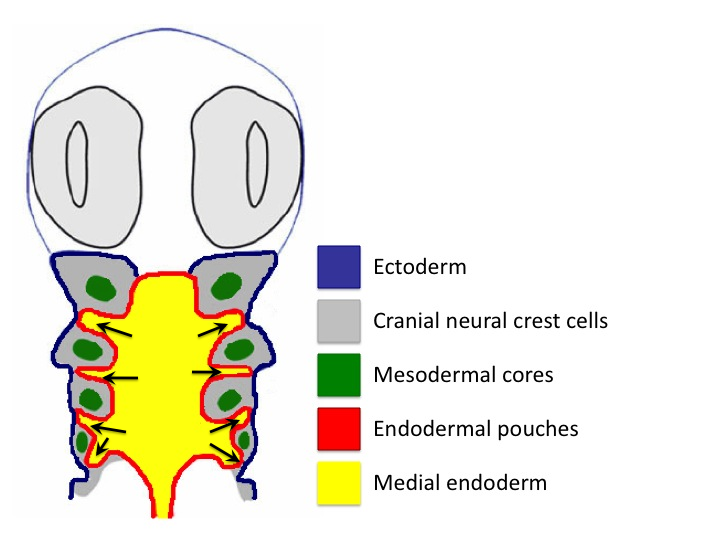 Ectoderm
Cranial neural crest cells
Mesodermal cores
Endodermal pouches
Medial endoderm